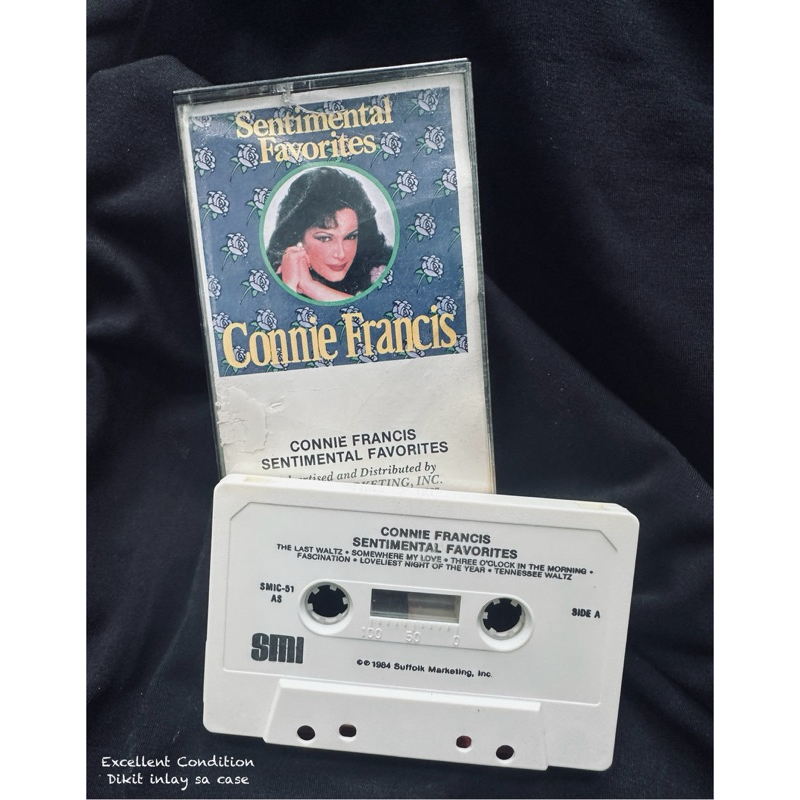 Sentimental
Favorites
Connie Francis
CONNIE FRANCIS
SENTIMENTAL FAVORITES
and Distributed by
INC.
CONNIE FRANCIS
SENTIMENTAL FAVORITES
THE LAST WALTZ • SOMEWHERE MY LOVE • THREE O'CLOCK IN THE MORNING •
FASCINATION • LOVELIEST NIGHT OF THE YEAR • TENNESSEE WALTZ
SMIC-51
AS
SIDE A
100 50 0
smi
©℗ 1984 Suffolk Marketing, Inc.
Excellent Condition
Dikit inlay sa case